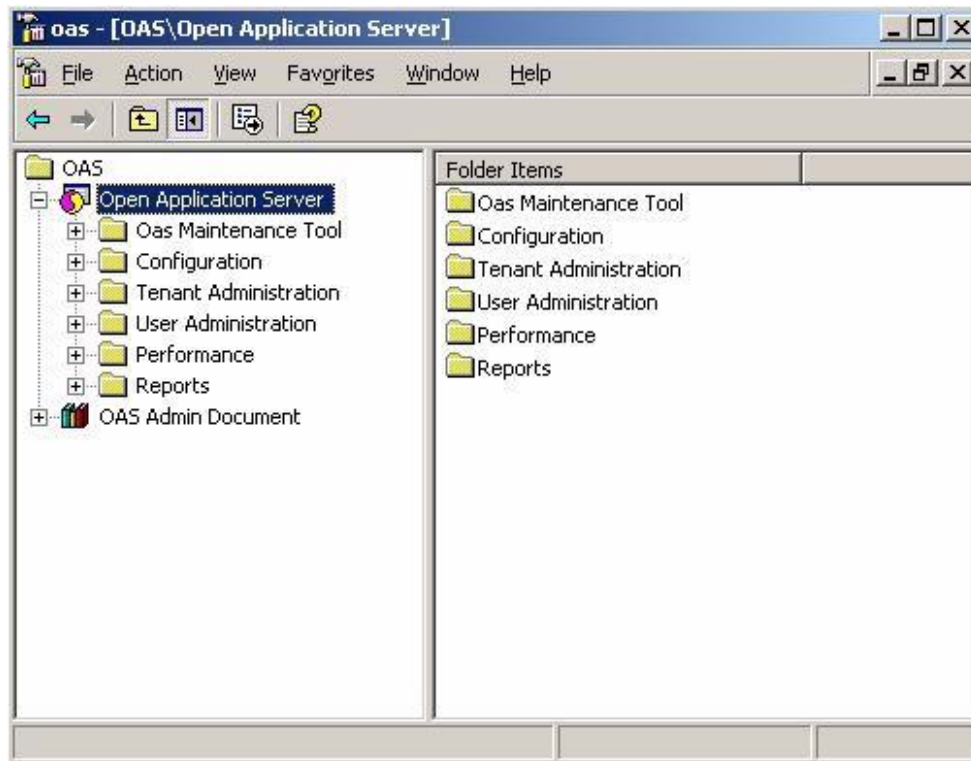 oas - [OAS\Open Application Server]
File Action View Favorites Window Help
OAS
Open Application Server
Oas Maintenance Tool
Configuration
Tenant Administration
User Administration
Performance
Reports
OAS Admin Document
Folder Items
Oas Maintenance Tool
Configuration
Tenant Administration
User Administration
Performance
Reports